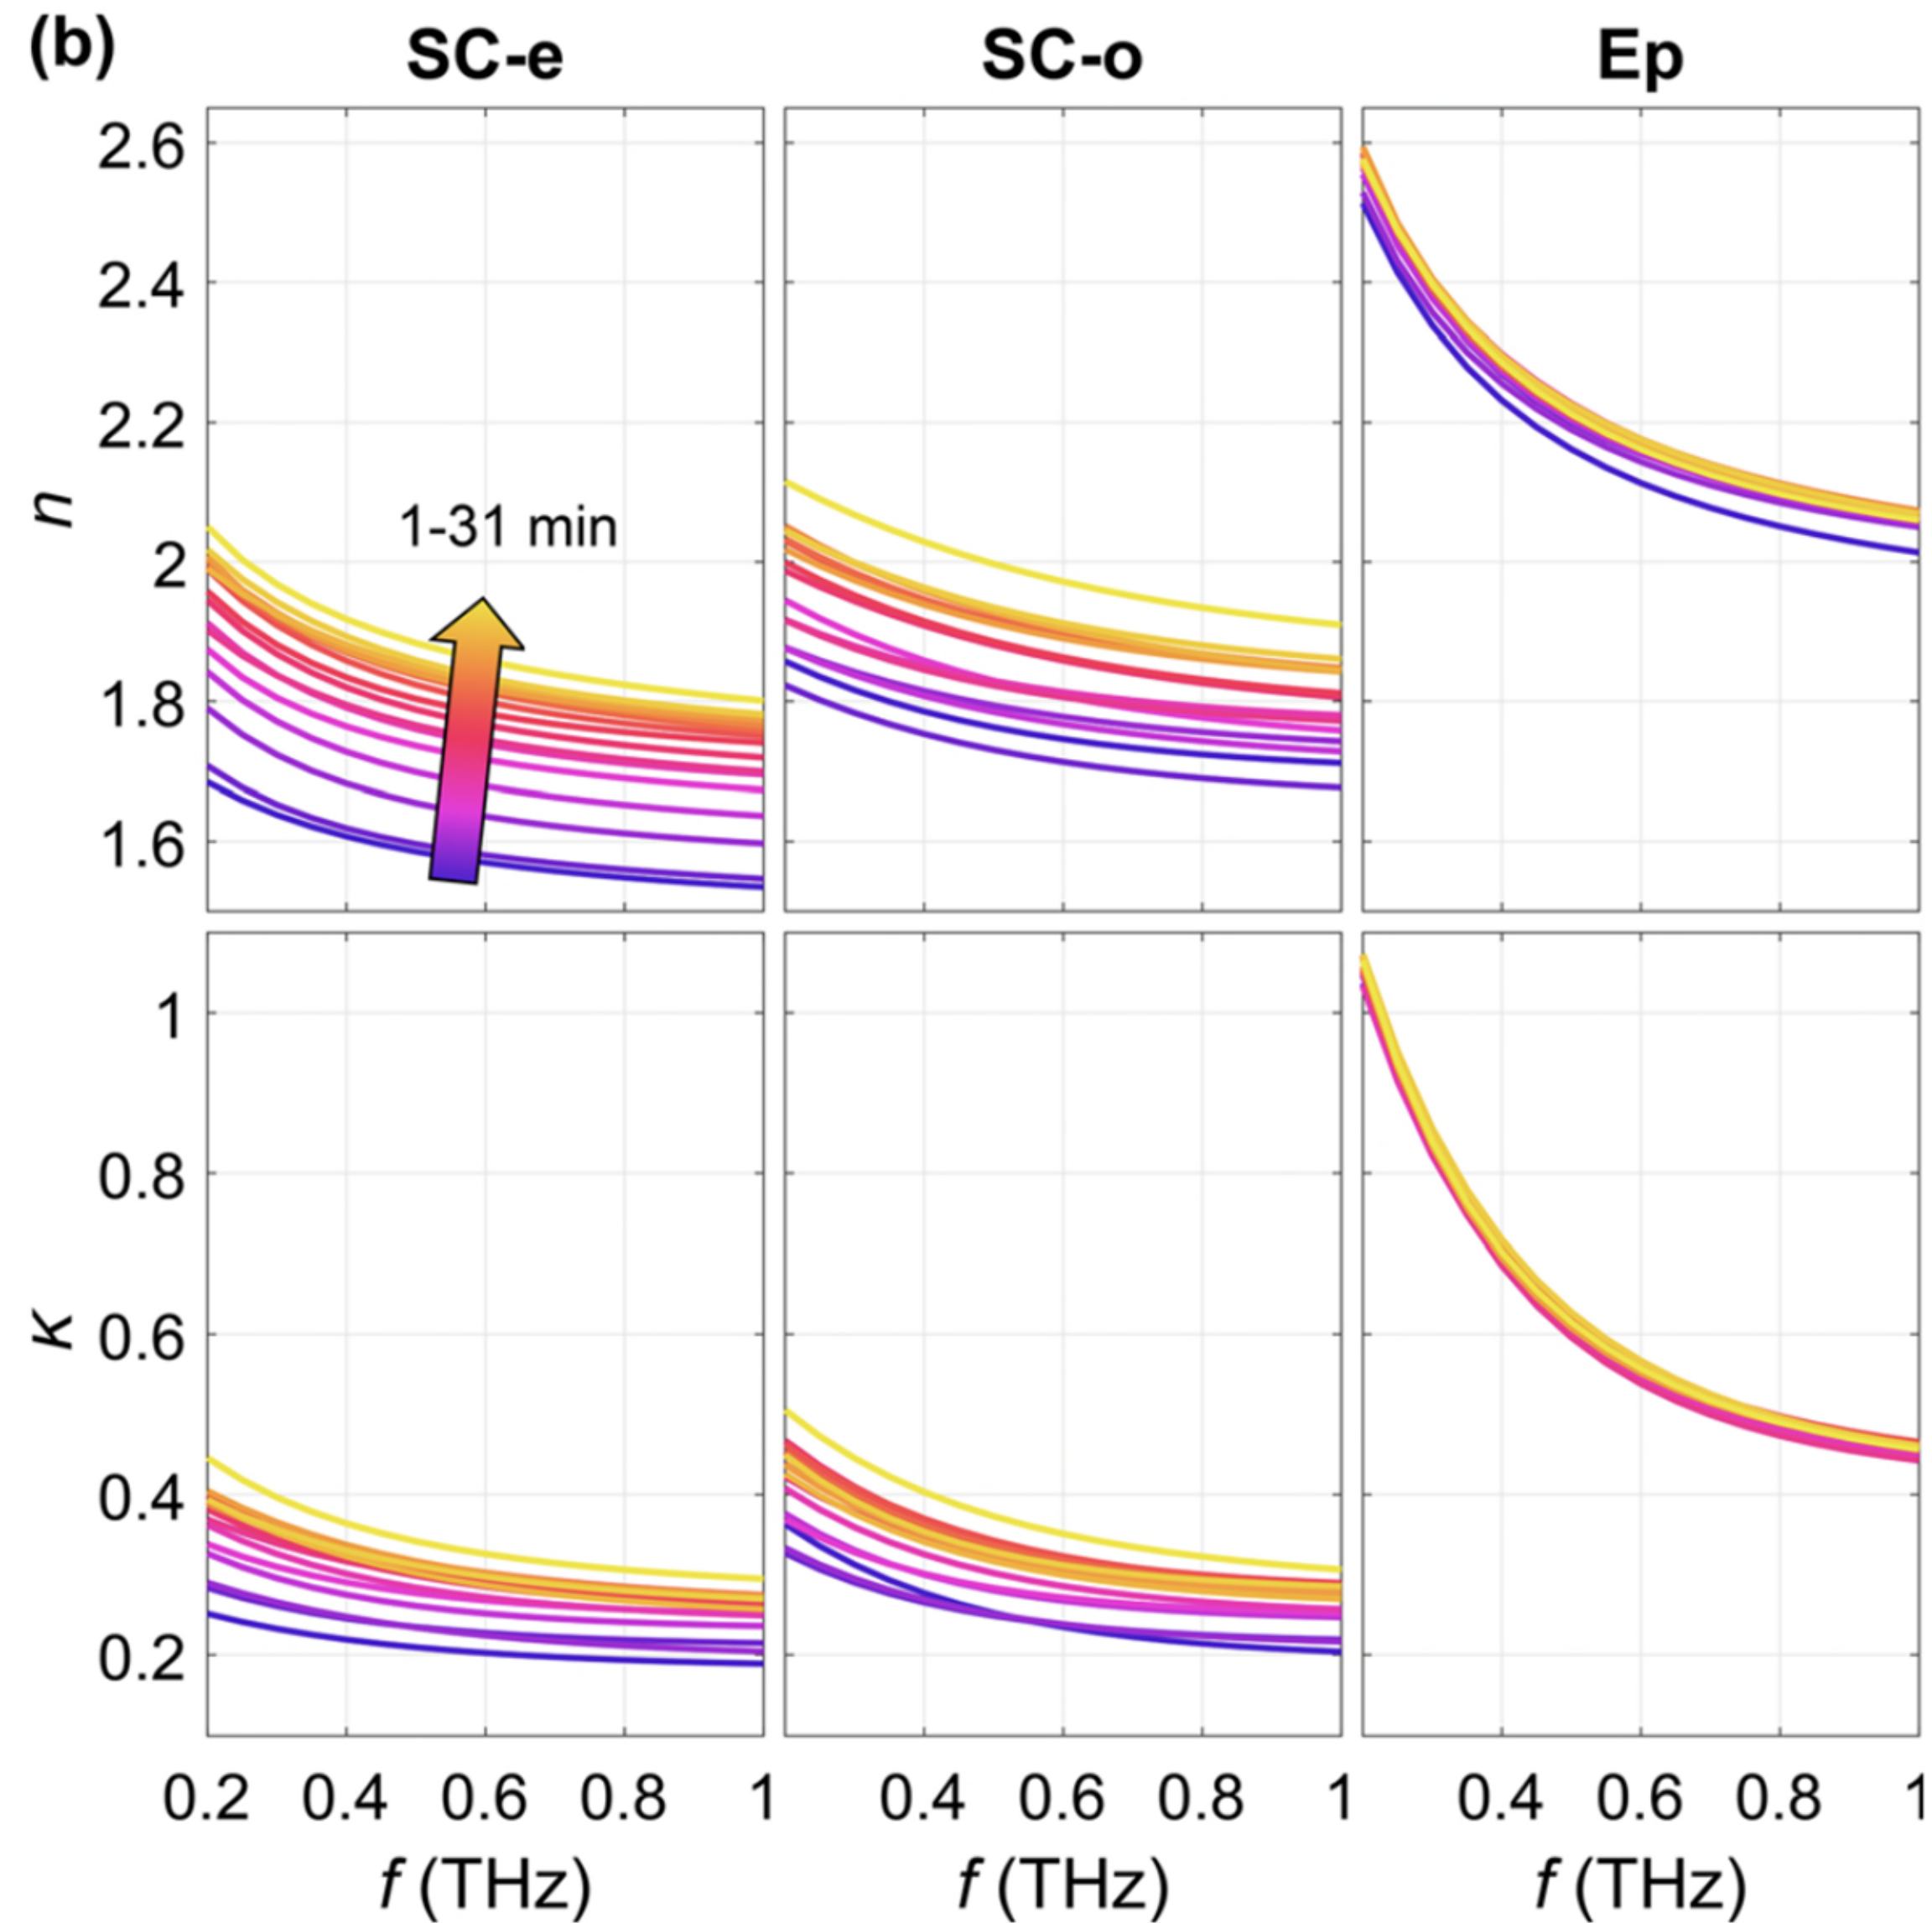 (b)
SC-e SC-o Ep
2.6
2.4
2.2
2
1.8
1.6
n
1-31 min
1
0.8
0.6
0.4
0.2
κ
0.2 0.4 0.6 0.8 1 0.4 0.6 0.8 1 0.4 0.6 0.8 1
f (THz) f (THz) f (THz)